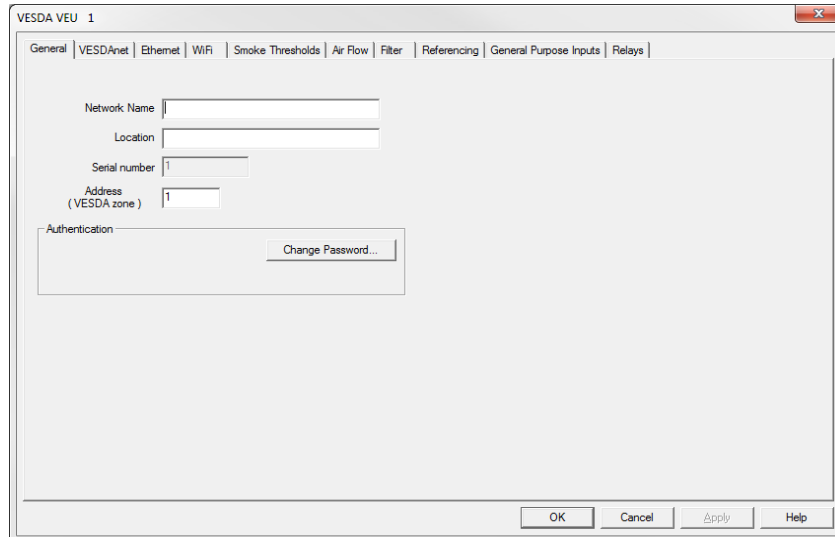 VESDA VEU 1
General VESDAnet Ethernet WiFi Smoke Thresholds Air Flow Filter Referencing General Purpose Inputs Relays
Network Name
Location
Serial number 1
Address
( VESDA zone ) 1
Authentication
Change Password...
OK Cancel Apply Help